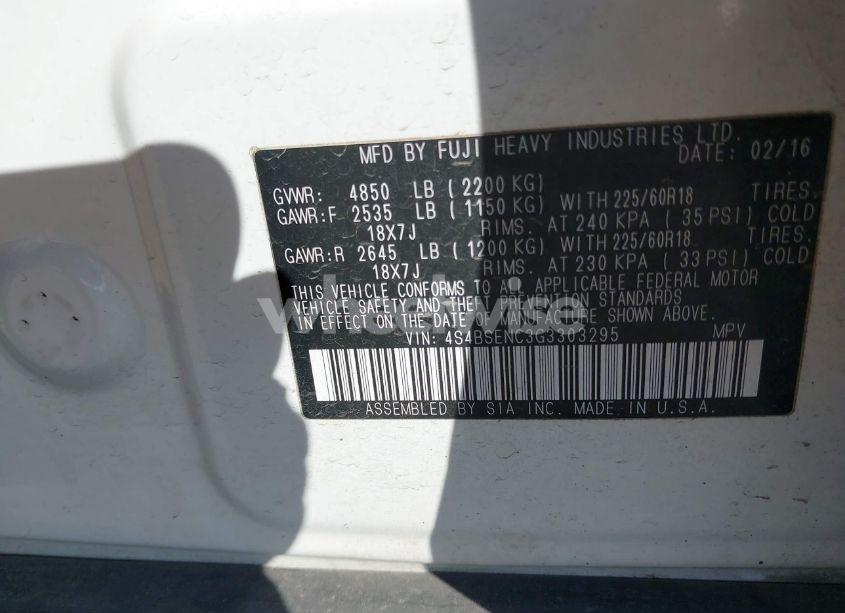 MFD BY FUJI HEAVY INDUSTRIES LTD.
DATE: 02/16
GVWR: 4850 LB (2200 KG)
GAWR:F 2535 LB (1150 KG) WITH 225/60R18 TIRES.
18X7J RIMS. AT 240 KPA (35 PSI) COLD
GAWR:R 2645 LB (1200 KG) WITH 225/60R18 TIRES.
18X7J RIMS. AT 230 KPA (33 PSI) COLD
THIS VEHICLE CONFORMS TO ALL APPLICABLE FEDERAL MOTOR
VEHICLE SAFETY AND THEFT PREVENTION STANDARDS
IN EFFECT ON THE DATE OF MANUFACTURE SHOWN ABOVE.
VIN: 4S4BSENC3G3303295 MPV
ASSEMBLED BY SIA INC. MADE IN U.S.A.
wheelwise